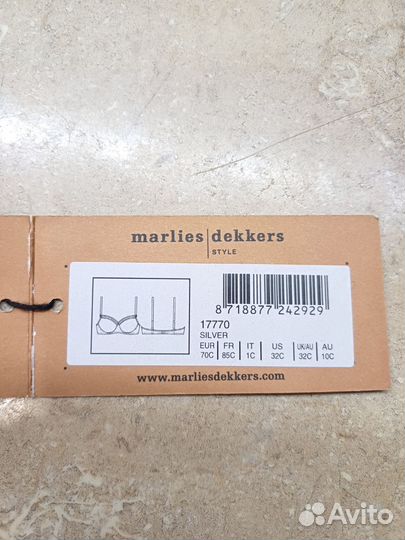 marlies|dekkers
STYLE
8 718877 242929
17770
SILVER
EUR FR IT US UK/AU AU
70C 85C 1C 32C 32C 10C
www.marliesdekkers.com
Avito